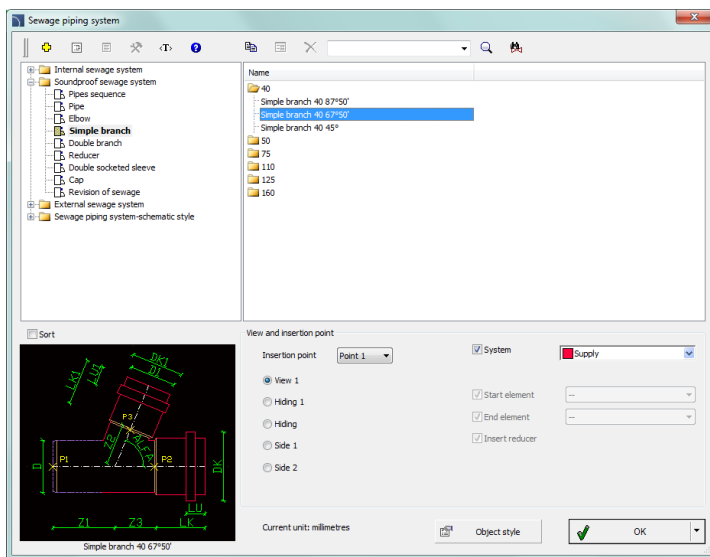 Sewage piping system
‹T›
Internal sewage system
Soundproof sewage system
Pipes sequence
Pipe
Elbow
Simple branch
Double branch
Reducer
Double socketed sleeve
Cap
Revision of sewage
External sewage system
Sewage piping system-schematic style
Name
40
Simple branch 40 87°50'
Simple branch 40 67°50'
Simple branch 40 45°
50
75
110
125
160
Sort
DK1
D1
LU1
LK1
P3
Z2
ALFA
P1
P2
D
DK
LU
Z1
Z3
LK
Simple branch 40 67°50'
View and insertion point
Insertion point
Point 1
View 1
Hiding 1
Hiding
Side 1
Side 2
System
Supply
Start element
--
End element
--
Insert reducer
Current unit: millimetres
Object style
OK